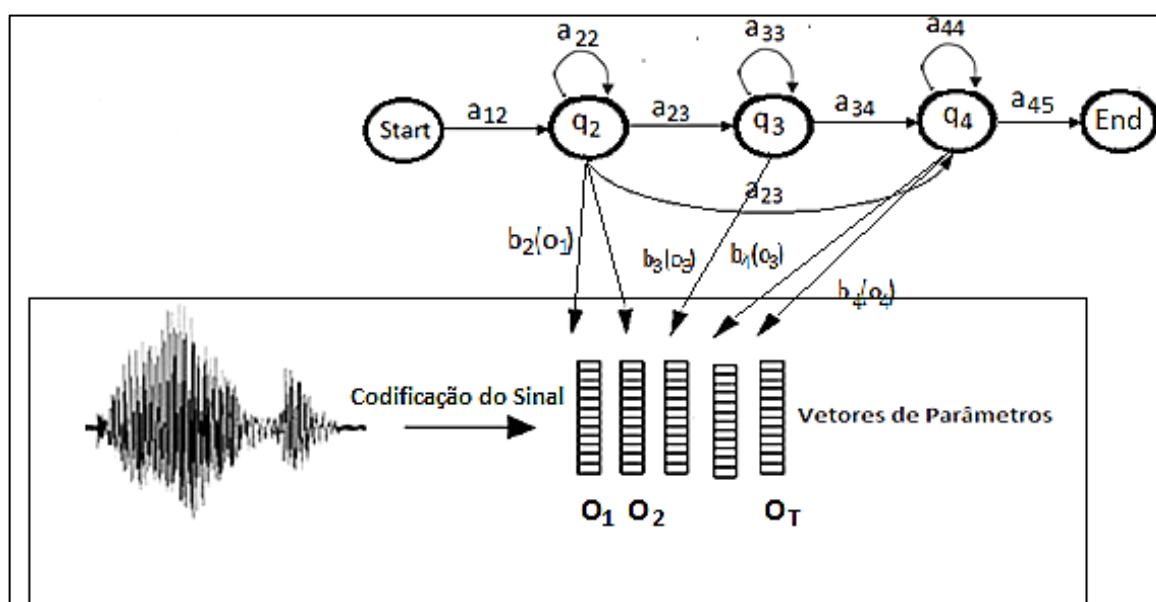 a22 a33 a44
Start a12 q2 a23 q3 a34 q4 a45 End
a23
b2(o1) b3(o3) b4(o3)
b4(o4)
Codificação do Sinal
Vetores de Parâmetros
O1 O2 OT